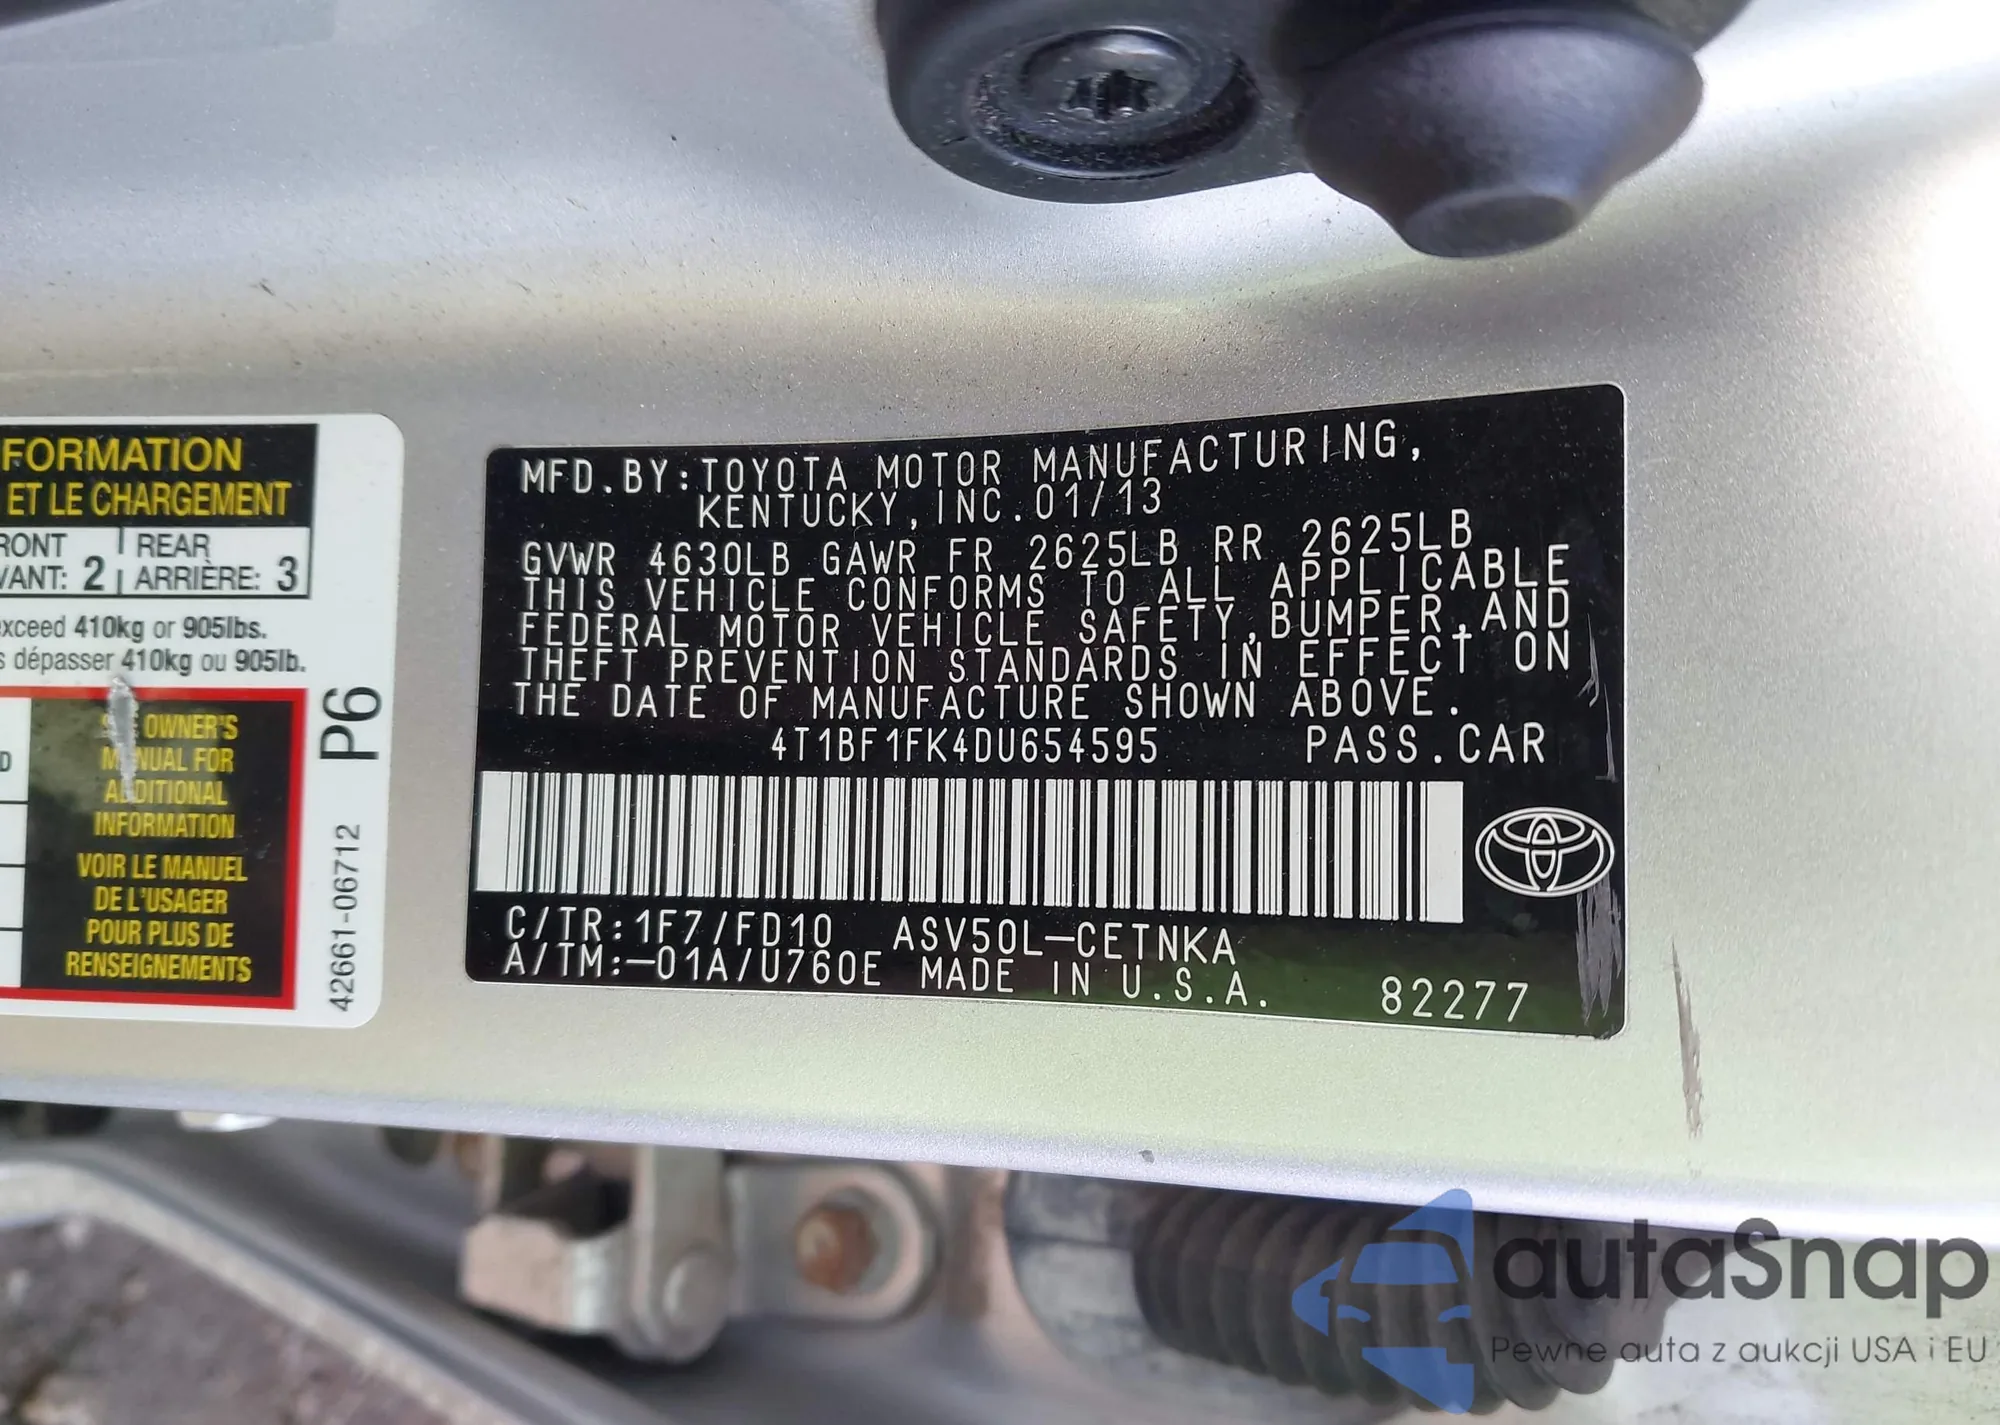 FORMATION
ET LE CHARGEMENT
RONT | REAR
VANT: 2 | ARRIÈRE: 3
xceed 410kg or 905lbs.
s dépasser 410kg ou 905lb.
OWNER'S
MANUAL FOR
ADDITIONAL
INFORMATION
VOIR LE MANUEL
DE L'USAGER
POUR PLUS DE
RENSEIGNEMENTS
P6
42661-06712
MFD.BY:TOYOTA MOTOR MANUFACTURING,
KENTUCKY,INC.01/13
GVWR 4630LB GAWR FR 2625LB RR 2625LB
THIS VEHICLE CONFORMS TO ALL APPLICABLE
FEDERAL MOTOR VEHICLE SAFETY,BUMPER,AND
THEFT PREVENTION STANDARDS IN EFFECT ON
THE DATE OF MANUFACTURE SHOWN ABOVE.
4T1BF1FK4DU654595 PASS.CAR
C/TR:1F7/FD10 ASV50L-CETNKA
A/TM:-01A/U760E MADE IN U.S.A. 82277
autaSnap
Pewne auta z aukcji USA i EU